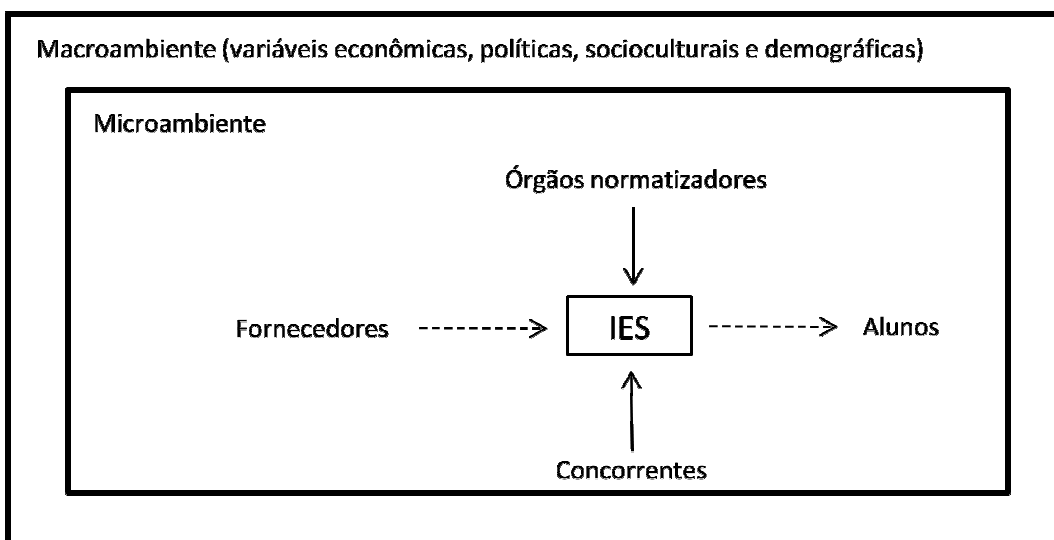 Macroambiente (variáveis econômicas, políticas, socioculturais e demográficas)
Microambiente
Órgãos normatizadores
Fornecedores
IES
Alunos
Concorrentes